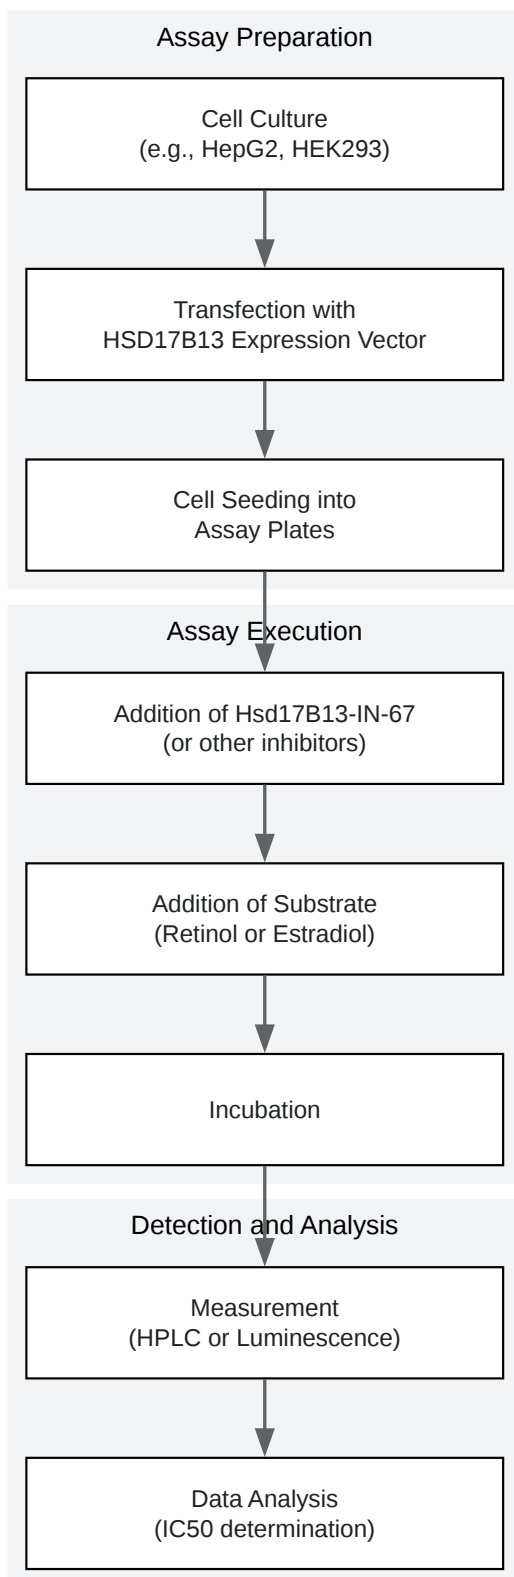 Assay Preparation
Cell Culture
(e.g., HepG2, HEK293)
Transfection with
HSD17B13 Expression Vector
Cell Seeding into
Assay Plates
Assay Execution
Addition of Hsd17B13-IN-67
(or other inhibitors)
Addition of Substrate
(Retinol or Estradiol)
Incubation
Detection and Analysis
Measurement
(HPLC or Luminescence)
Data Analysis
(IC50 determination)